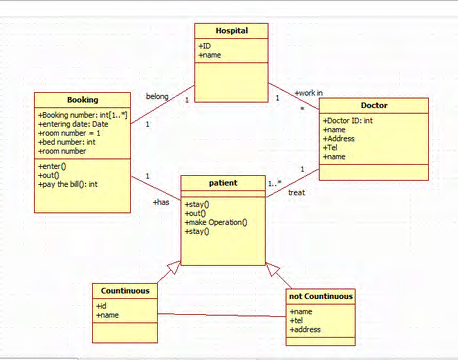 Hospital
+ID
+name
belong
1
1
1
+work in
*
Booking
+Booking number: int[1..*]
+entering date: Date
+room number = 1
+bed number: int
+room number
+enter()
+out()
+pay the bill(): int
Doctor
+Doctor ID: int
+name
+Address
+Tel
+name
1
+has
1..*
1
treat
patient
+stay()
+out()
+make Operation()
+stay()
Countinuous
+id
+name
not Countinuous
+name
+tel
+address